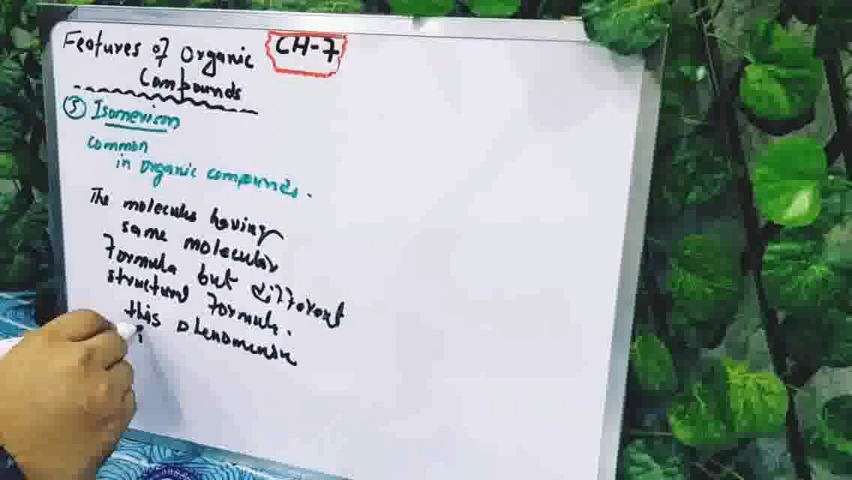 Features of Organic
CH-7
Compounds
5 Isomerism
common
in organic compounds.
The molecules having
same molecular
Formula but different
structural Formula.
this phenomenon